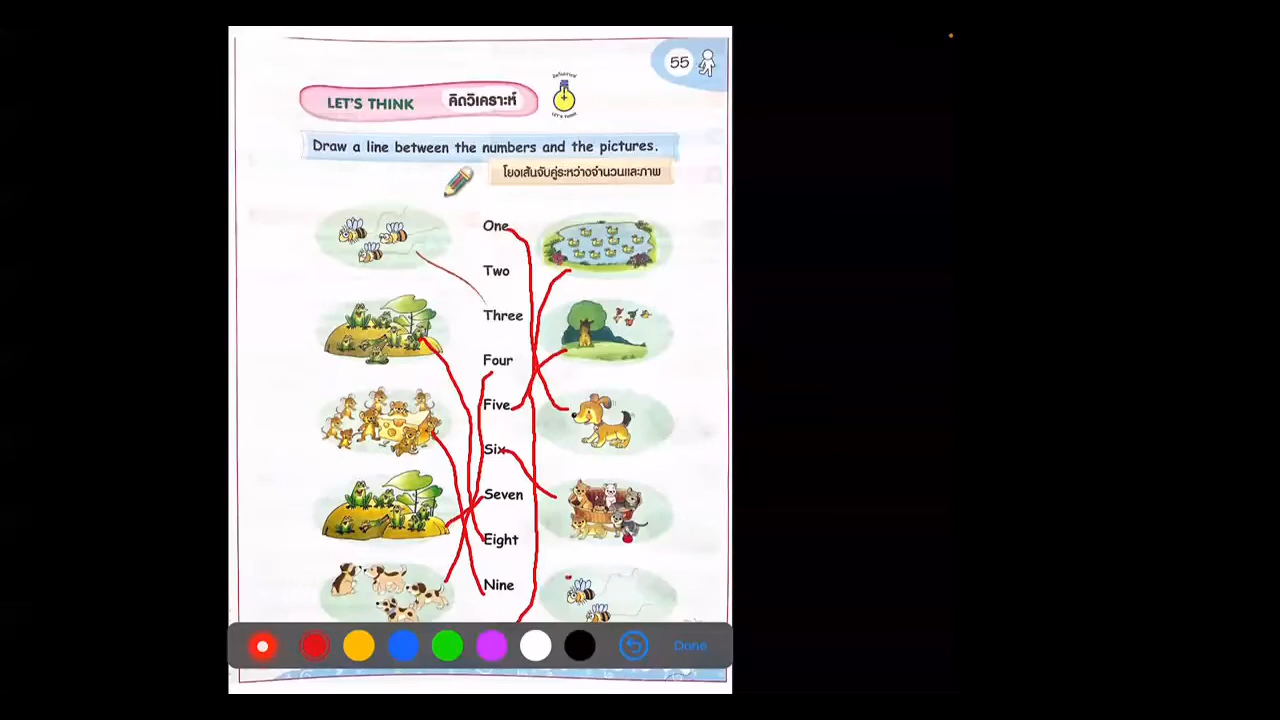 55
LET'S THINK คิดวิเคราะห์
LET'S THINK
Draw a line between the numbers and the pictures.
โยงเส้นจับคู่ระหว่างจำนวนและภาพ
One
Two
Three
Four
Five
Six
Seven
Eight
Nine
Done